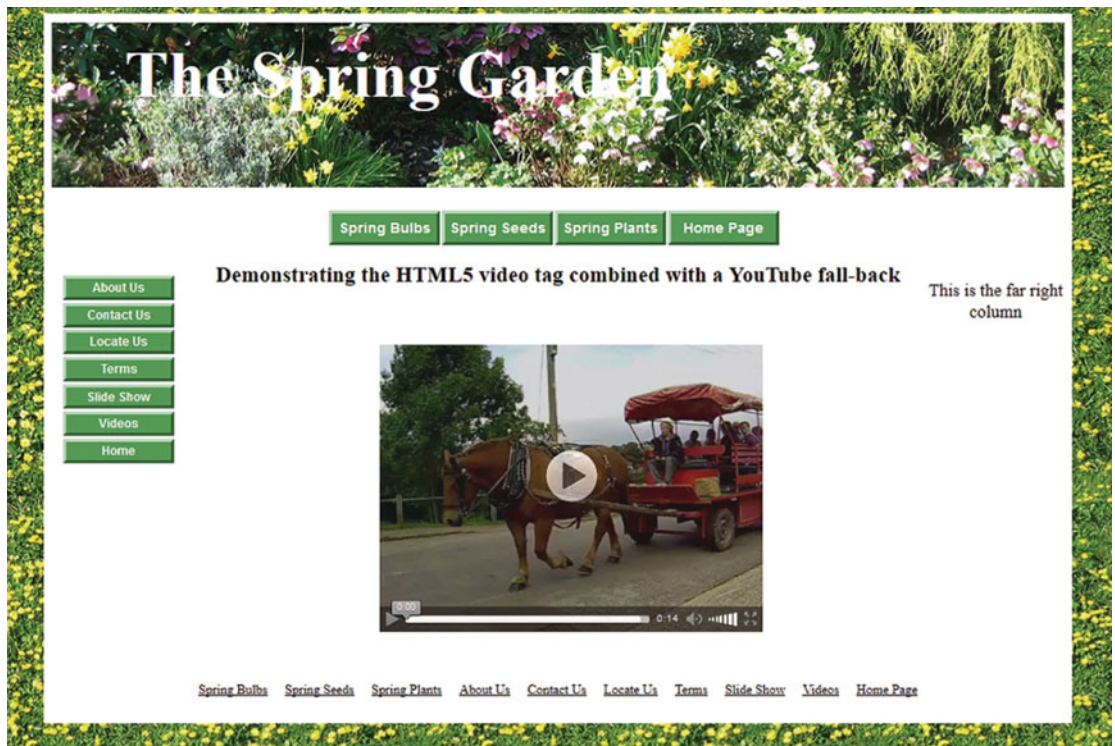 The Spring Garden
Spring Bulbs
Spring Seeds
Spring Plants
Home Page
About Us
Contact Us
Locate Us
Terms
Slide Show
Videos
Home
Demonstrating the HTML5 video tag combined with a YouTube fall-back
This is the far right
column
0:00
0:14
Spring Bulbs Spring Seeds Spring Plants About Us Contact Us Locate Us Terms Slide Show Videos Home Page